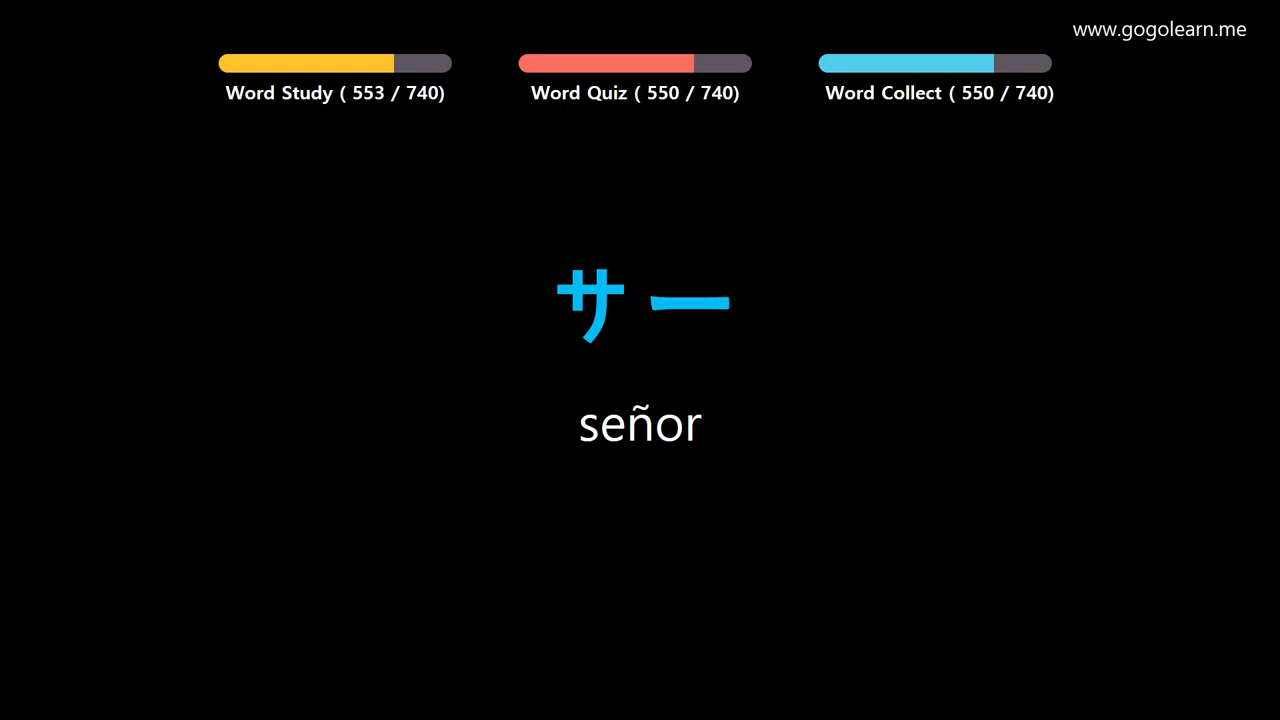 www.gogolearn.me
Word Study ( 553 / 740)
Word Quiz ( 550 / 740)
Word Collect ( 550 / 740)
サー
señor